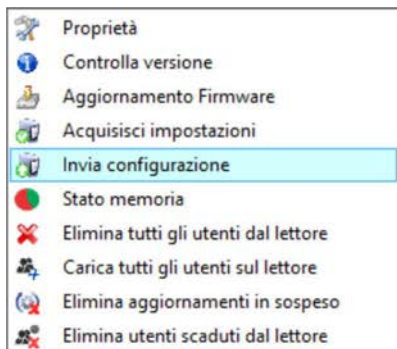 Proprietà
Controlla versione
Aggiornamento Firmware
Acquisisci impostazioni
Invia configurazione
Stato memoria
Elimina tutti gli utenti dal lettore
Carica tutti gli utenti sul lettore
Elimina aggiornamenti in sospeso
Elimina utenti scaduti dal lettore